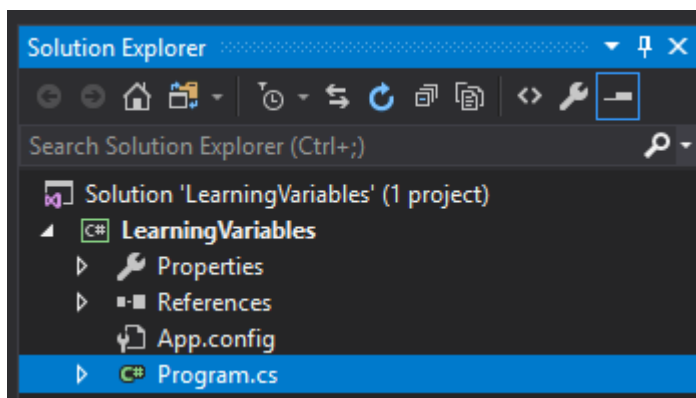 Solution Explorer
Search Solution Explorer (Ctrl+;)
Solution 'LearningVariables' (1 project)
C# LearningVariables
Properties
References
App.config
C# Program.cs